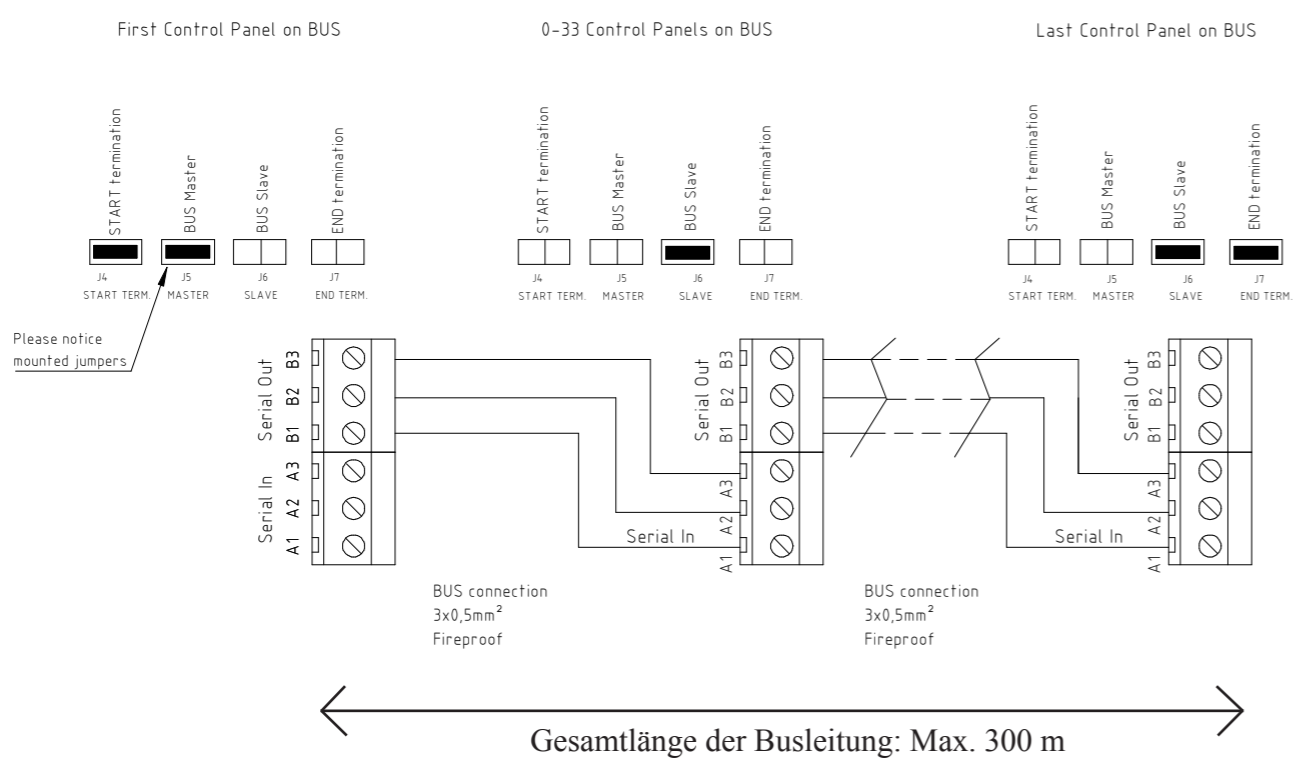 First Control Panel on BUS
0-33 Control Panels on BUS
Last Control Panel on BUS
START termination
BUS Master
BUS Slave
END termination
START termination
BUS Master
BUS Slave
END termination
START termination
BUS Master
BUS Slave
END termination
J4
J5
J6
J7
START TERM.
MASTER
SLAVE
END TERM.
J4
J5
J6
J7
START TERM.
MASTER
SLAVE
END TERM.
J4
J5
J6
J7
START TERM.
MASTER
SLAVE
END TERM.
Please notice
mounted jumpers
Serial Out
B3
B2
B1
Serial In
A3
A2
A1
Serial Out
B3
B2
B1
Serial In
A3
A2
A1
Serial Out
B3
B2
B1
Serial In
A3
A2
A1
BUS connection
3x0,5mm²
Fireproof
BUS connection
3x0,5mm²
Fireproof
Gesamtlänge der Busleitung: Max. 300 m